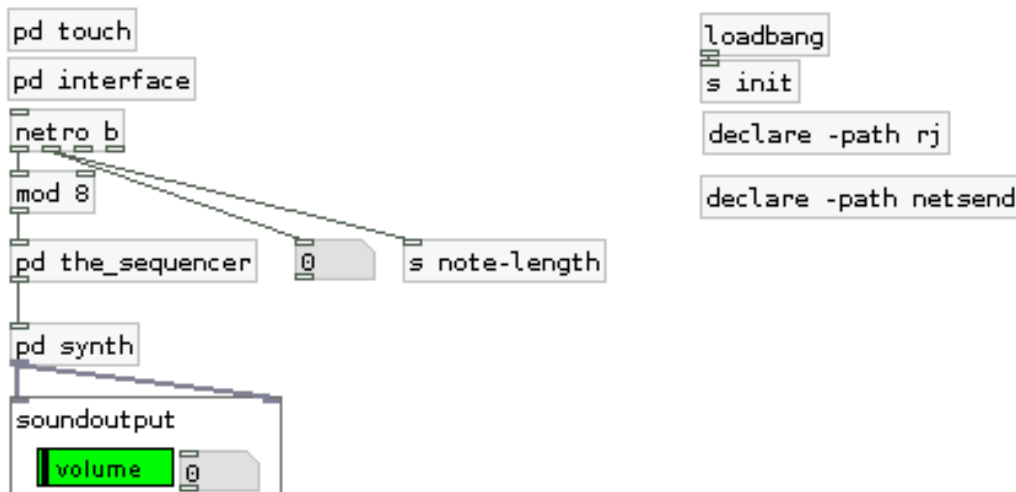 pd touch
pd interface
netro b
mod 8
pd the_sequencer
0
s note-length
pd synth
soundoutput
volume
0
loadbang
s init
declare -path rj
declare -path netsend